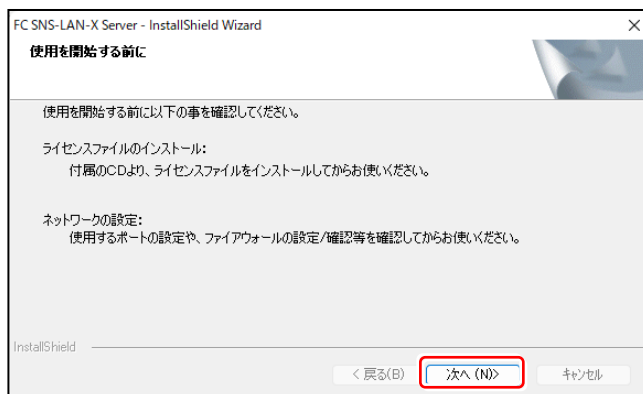 FC SNS-LAN-X Server - InstallShield Wizard
使用を開始する前に
使用を開始する前に以下の事を確認してください。
ライセンスファイルのインストール:
付属のCDより、ライセンスファイルをインストールしてからお使いください。
ネットワークの設定:
使用するポートの設定や、ファイアウォールの設定/確認等を確認してからお使いください。
InstallShield
< 戻る(B)
次へ (N)>
キャンセル